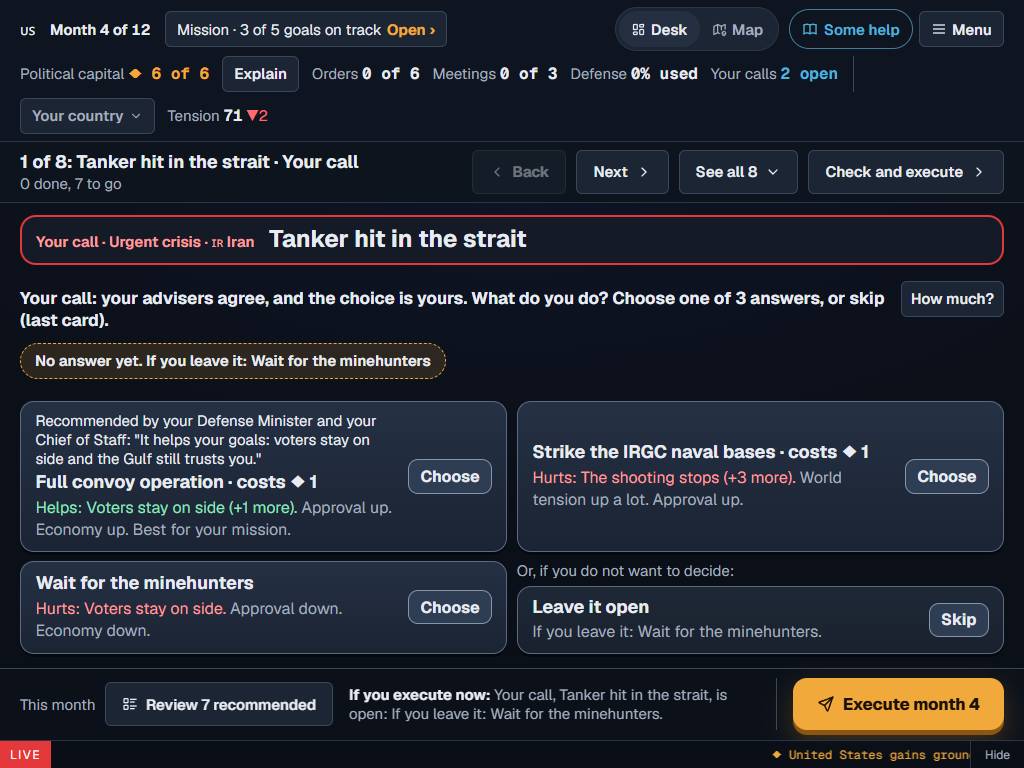 US Month 4 of 12 Mission · 3 of 5 goals on track Open › Desk Map Some help Menu
Political capital ◆ 6 of 6 Explain Orders 0 of 6 Meetings 0 of 3 Defense 0% used Your calls 2 open
Your country Tension 71 ▼2
1 of 8: Tanker hit in the strait · Your call
0 done, 7 to go
Back Next See all 8 Check and execute
Your call · Urgent crisis · IR Iran Tanker hit in the strait
Your call: your advisers agree, and the choice is yours. What do you do? Choose one of 3 answers, or skip
(last card).
How much?
No answer yet. If you leave it: Wait for the minehunters
Recommended by your Defense Minister and your
Chief of Staff: "It helps your goals: voters stay on
side and the Gulf still trusts you."
Full convoy operation · costs ◆ 1
Helps: Voters stay on side (+1 more). Approval up.
Economy up. Best for your mission.
Choose
Strike the IRGC naval bases · costs ◆ 1
Hurts: The shooting stops (+3 more). World
tension up a lot. Approval up.
Choose
Wait for the minehunters
Hurts: Voters stay on side. Approval down.
Economy down.
Choose
Or, if you do not want to decide:
Leave it open
If you leave it: Wait for the minehunters.
Skip
This month Review 7 recommended
If you execute now: Your call, Tanker hit in the strait, is
open: If you leave it: Wait for the minehunters.
Execute month 4
LIVE ◆ United States gains Hide